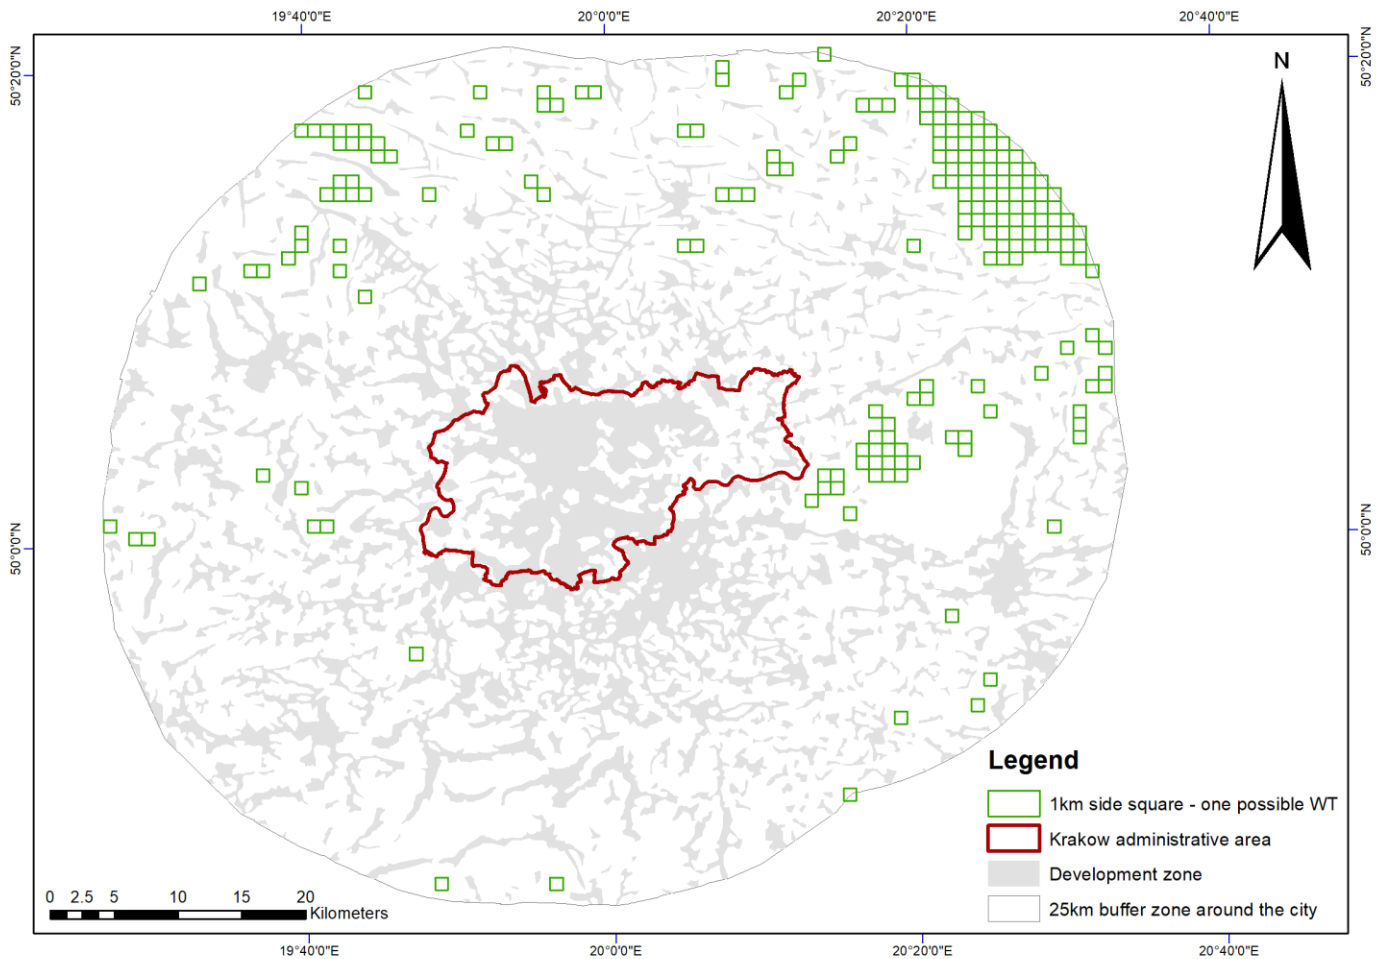 19°40'0"E 20°0'0"E 20°20'0"E 20°40'0"E
50°20'0"N
50°20'0"N
N
50°0'0"N
50°0'0"N
Legend
1km side square - one possible WT
Krakow administrative area
Development zone
25km buffer zone around the city
0 2.5 5 10 15 20
Kilometers
19°40'0"E 20°0'0"E 20°20'0"E 20°40'0"E